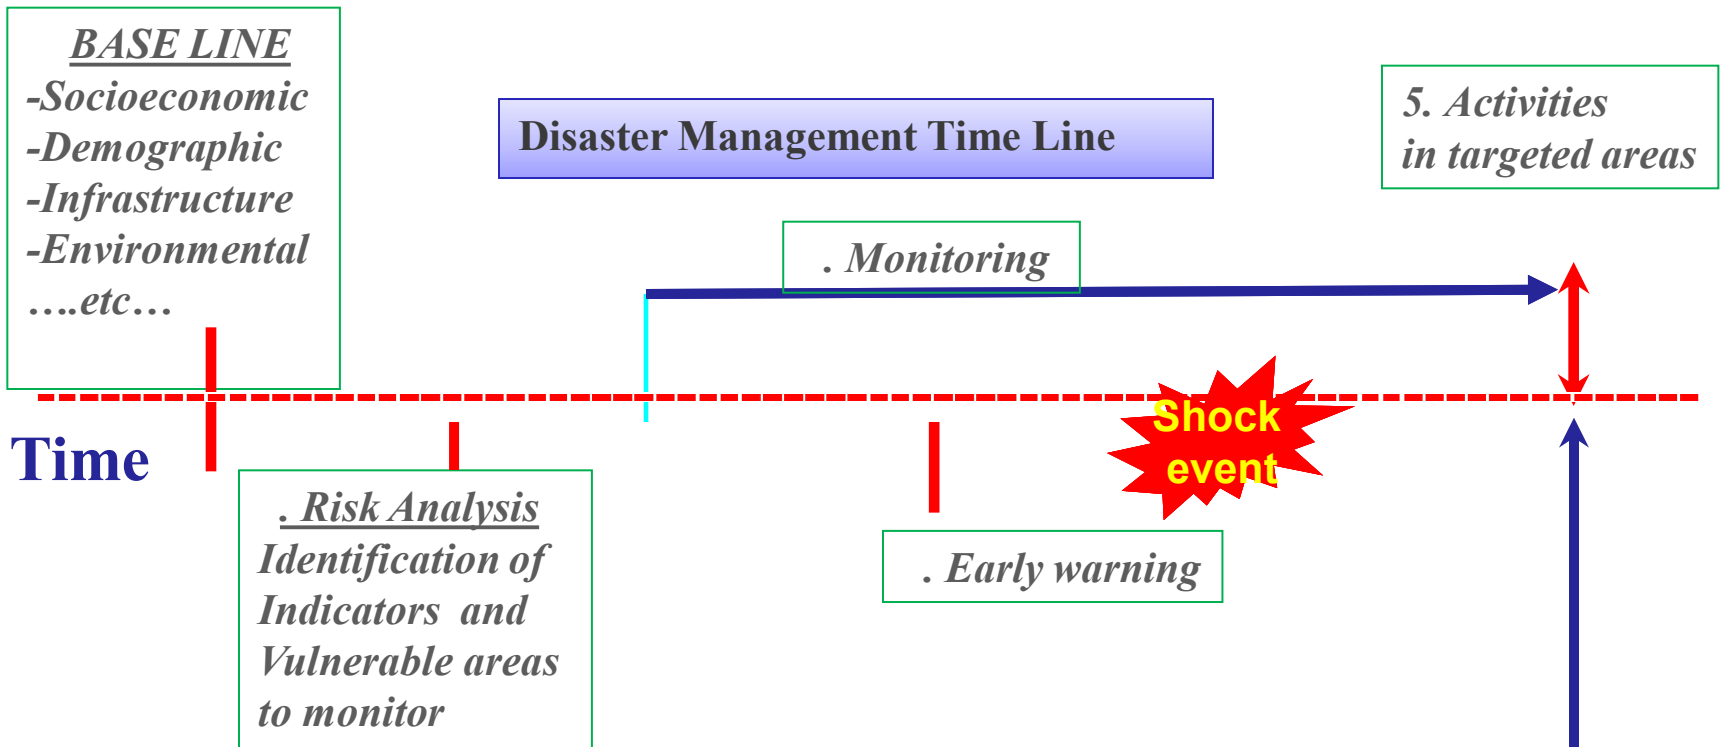 BASE LINE
-Socioeconomic
-Demographic
-Infrastructure
-Environmental
….etc…
Disaster Management Time Line
5. Activities
in targeted areas
. Monitoring
Time
Shock
event
. Risk Analysis
Identification of
Indicators and
Vulnerable areas
to monitor
. Early warning